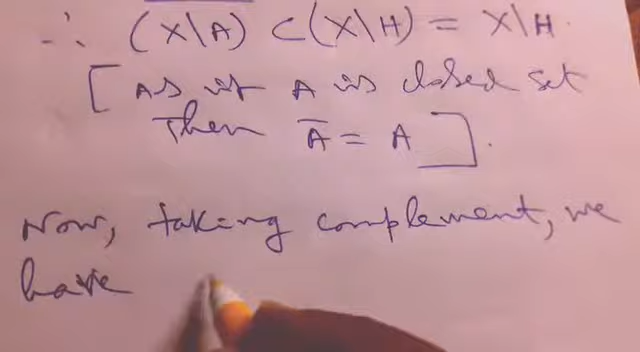 ∴ (X\A) ⊂ (X\H) = X\H.
[As if A is closed set
Then A̅ = A].
Now, taking complement, we
have